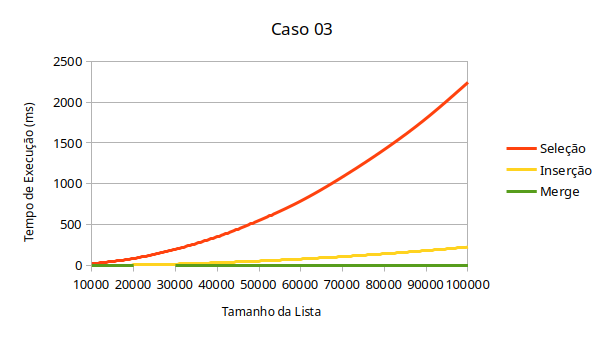 Caso 03
Tempo de Execução (ms)
2500
2000
1500
1000
500
0
10000 20000 30000 40000 50000 60000 70000 80000 90000 100000
Tamanho da Lista
Seleção
Inserção
Merge